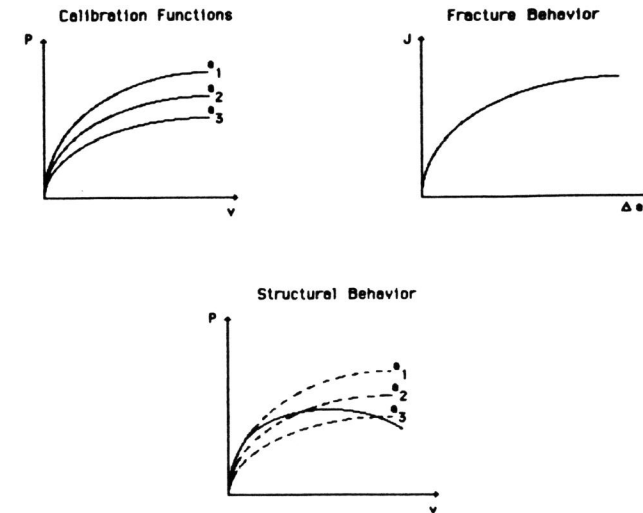 Calibration Functions
P
a1
a2
a3
v
Fracture Behavior
J
Δa
Structural Behavior
P
a1
a2
a3
v